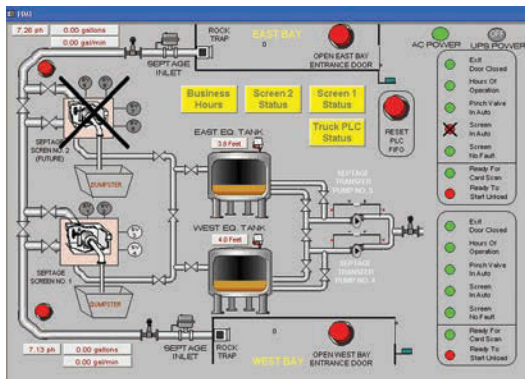 HMI
7.26 ph
0.00 gallons
0.00 gal/min
ROCK
TRAP
EAST BAY
0
OPEN EAST BAY
ENTRANCE DOOR
AC POWER
UPS POWER
SEPTAGE
INLET
Business
Hours
Screen 2
Status
Screen 1
Status
Truck PLC
Status
RESET
PLC
FIFO
Exit
Door Closed
Hours Of
Operation
Pinch Valve
In Auto
Screen
In Auto
Screen
No Fault
Ready For
Card Scan
Ready To
Start Unload
SEPTAGE
SCREEN NO. 2
(FUTURE)
DUMPSTER
EAST EQ. TANK
3.8 Feet
SEPTAGE
TRANSFER
PUMP NO. 5
WEST EQ. TANK
4.0 Feet
SEPTAGE
TRANSFER
PUMP NO. 4
SEPTAGE
SCREEN NO. 1
DUMPSTER
Exit
Door Closed
Hours Of
Operation
Pinch Valve
In Auto
Screen
In Auto
Screen
No Fault
Ready For
Card Scan
Ready To
Start Unload
7.13 ph
0.00 gallons
0.00 gal/min
SEPTAGE
INLET
ROCK
TRAP
0
WEST BAY
OPEN WEST BAY
ENTRANCE DOOR